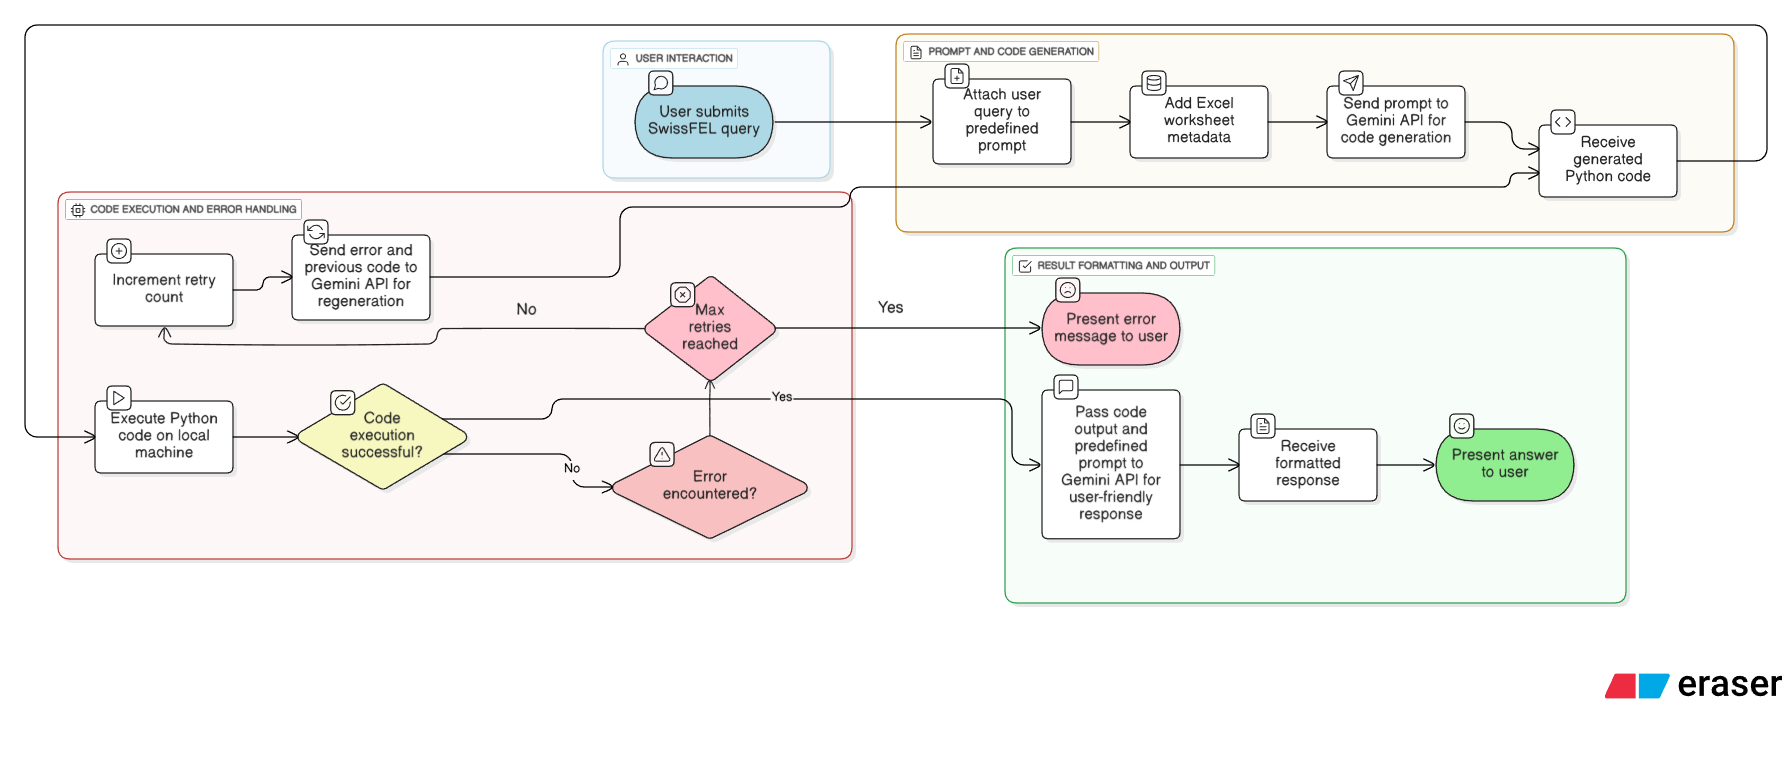 USER INTERACTION
User submits
SwissFEL query
PROMPT AND CODE GENERATION
Attach user
query to
predefined
prompt
Add Excel
worksheet
metadata
Send prompt to
Gemini API for
code generation
Receive
generated
Python code
CODE EXECUTION AND ERROR HANDLING
Increment retry
count
Send error and
previous code to
Gemini API for
regeneration
No
Max
retries
reached
Yes
Execute Python
code on local
machine
Code
execution
successful?
Yes
No
Error
encountered?
RESULT FORMATTING AND OUTPUT
Present error
message to user
Pass code
output and
predefined
prompt to
Gemini API for
user-friendly
response
Receive
formatted
response
Present answer
to user
eraser